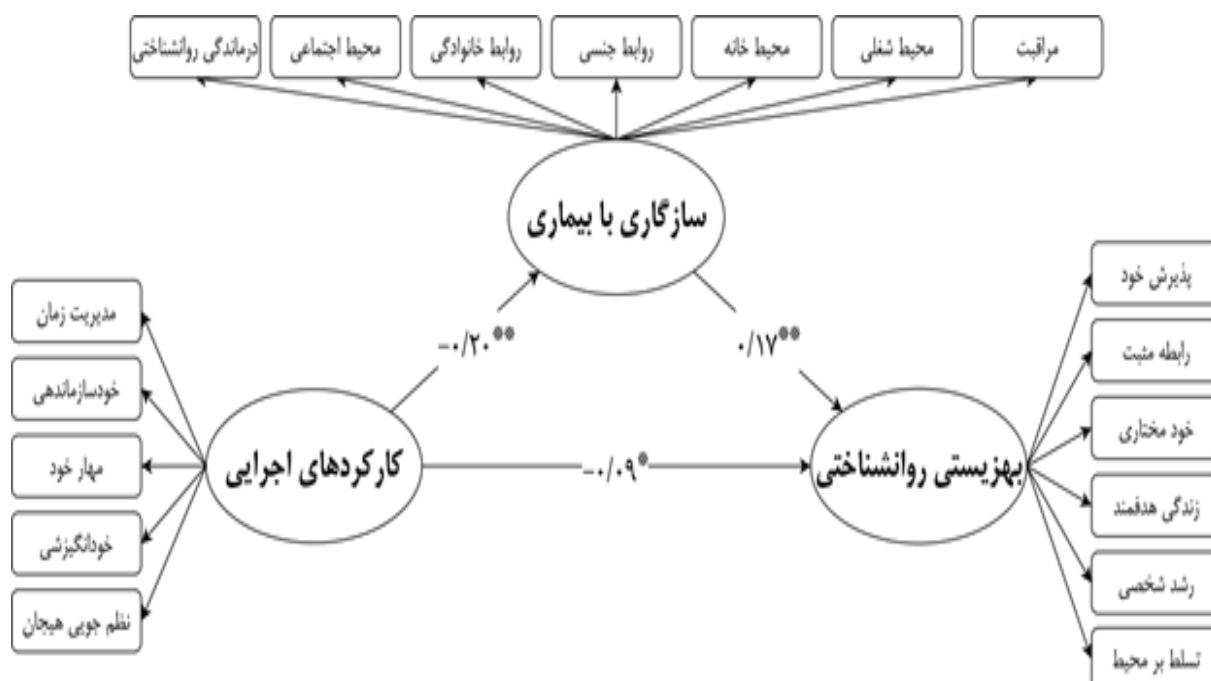 مراقبت
محیط شغلی
محیط خانه
روابط جنسی
روابط خانوادگی
محیط اجتماعی
درماندگی روانشناختی
سازگاری با بیماری
پذیرش خود
رابطه مثبت
خود مختاری
زندگی هدفمند
رشد شخصی
تسلط بر محیط
۰/۱۷**
-۰/۲۰**
بهزیستی روانشناختی
-۰/۰۹*
کارکردهای اجرایی
مدیریت زمان
خودسازماندهی
مهار خود
خودانگیزشی
نظم جویی هیجان